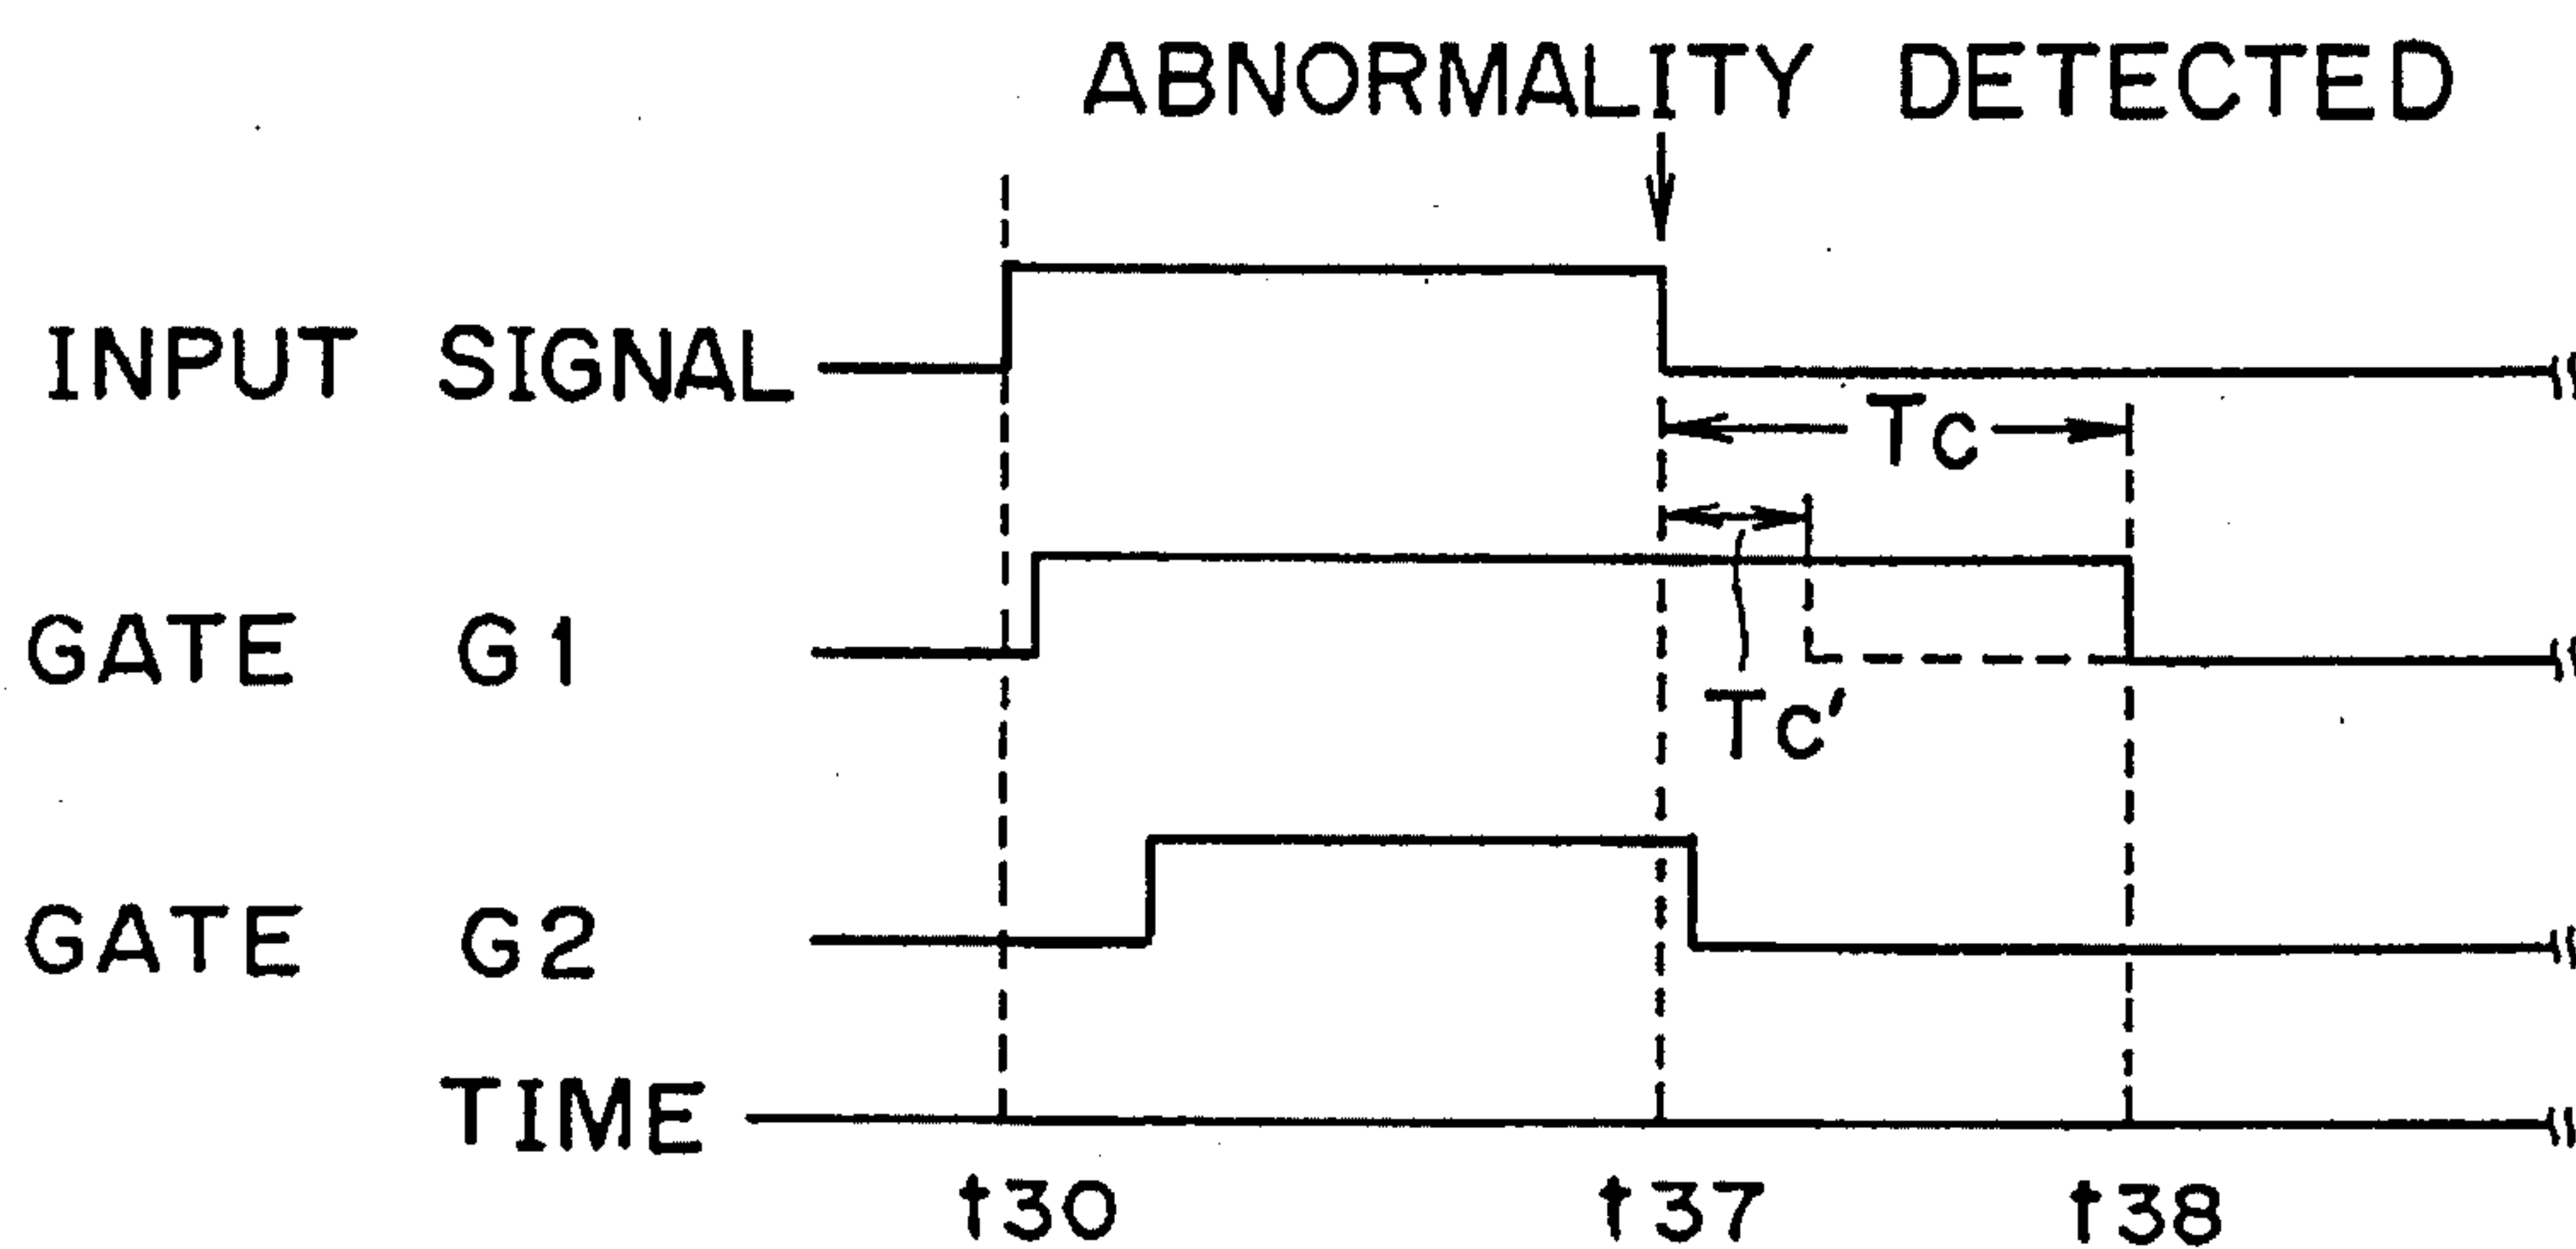 ABNORMALITY DETECTED
INPUT SIGNAL
Tc
GATE G1
Tc'
GATE G2
TIME
t30 t37 t38